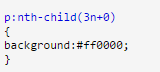 p:nth-child(3n+0)
{
background:#ff0000;
}